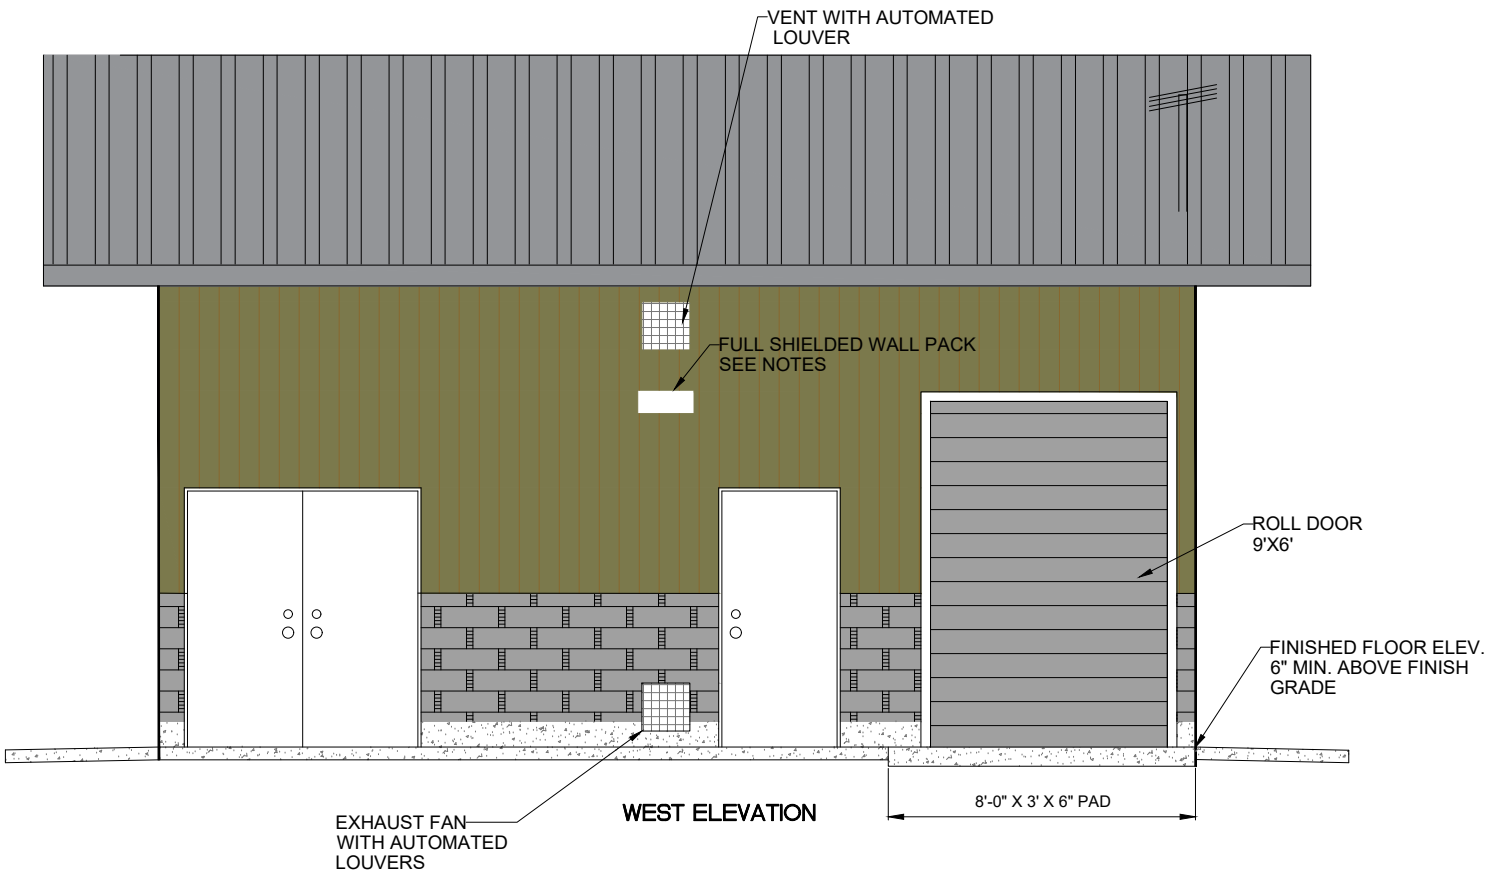 VENT WITH AUTOMATED
LOUVER
FULL SHIELDED WALL PACK
SEE NOTES
ROLL DOOR
9'X6'
FINISHED FLOOR ELEV.
6" MIN. ABOVE FINISH
GRADE
WEST ELEVATION
8'-0" X 3' X 6" PAD
EXHAUST FAN
WITH AUTOMATED
LOUVERS